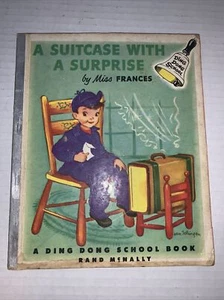 A SUITCASE WITH
A SURPRISE
by Miss FRANCES
DING DONG SCHOOL
A DING DONG SCHOOL BOOK
RAND McNALLY